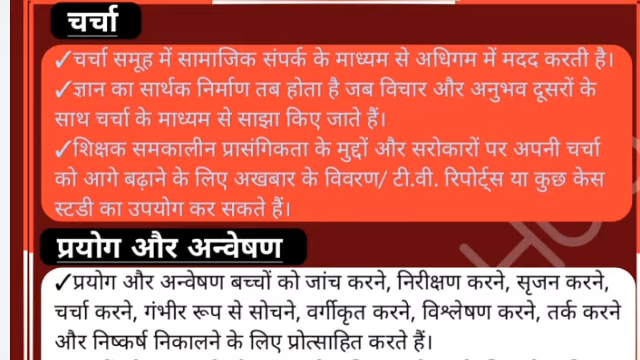 चर्चा
✓चर्चा समूह में सामाजिक संपर्क के माध्यम से अधिगम में मदद करती है।
✓ज्ञान का सार्थक निर्माण तब होता है जब विचार और अनुभव दूसरों के
साथ चर्चा के माध्यम से साझा किए जाते हैं।
✓शिक्षक समकालीन प्रासंगिकता के मुद्दों और सरोकारों पर अपनी चर्चा
को आगे बढ़ाने के लिए अखबार के विवरण/ टी.वी. रिपोर्ट्स या कुछ केस
स्टडी का उपयोग कर सकते हैं।
प्रयोग और अन्वेषण
✓प्रयोग और अन्वेषण बच्चों को जांच करने, निरीक्षण करने, सृजन करने,
चर्चा करने, गंभीर रूप से सोचने, वर्गीकृत करने, विश्लेषण करने, तर्क करने
और निष्कर्ष निकालने के लिए प्रोत्साहित करते हैं।